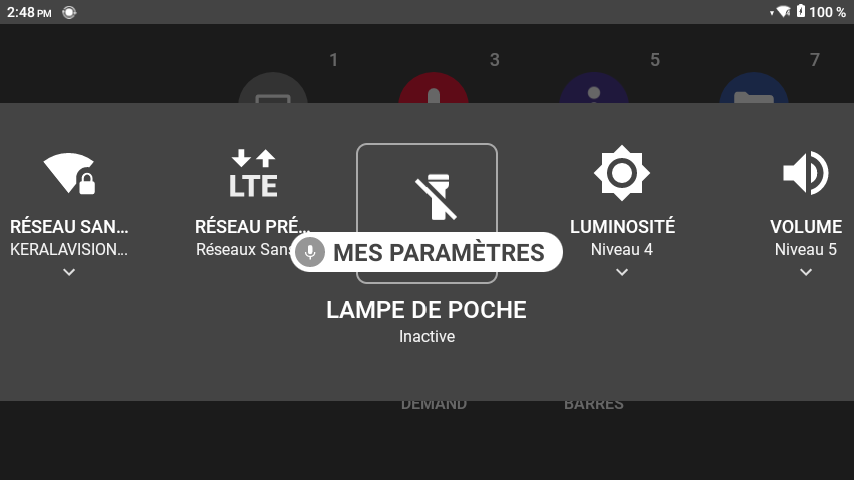 2:48 PM
100 %
1
3
5
7
RÉSEAU SAN…
KERALAVISION…
LTE
RÉSEAU PRÉ…
Réseaux Sans
MES PARAMÈTRES
LAMPE DE POCHE
Inactive
LUMINOSITÉ
Niveau 4
VOLUME
Niveau 5
DEMAND
BARRES